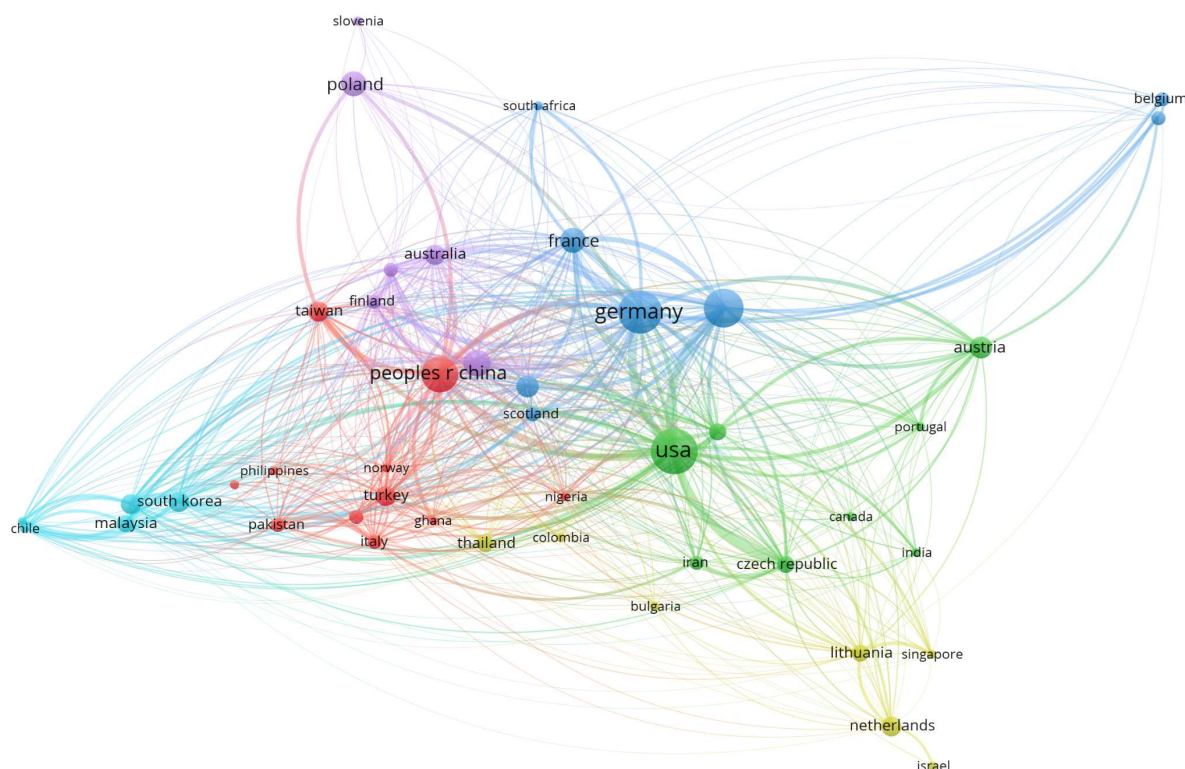 slovenia
poland
south africa
belgium
france
australia
finland
taiwan
germany
austria
peoples r china
scotland
portugal
usa
philippines
norway
south korea
turkey
nigeria
malaysia
pakistan
ghana
chile
italy
thailand
colombia
canada
india
iran
czech republic
bulgaria
lithuania
singapore
netherlands
israel